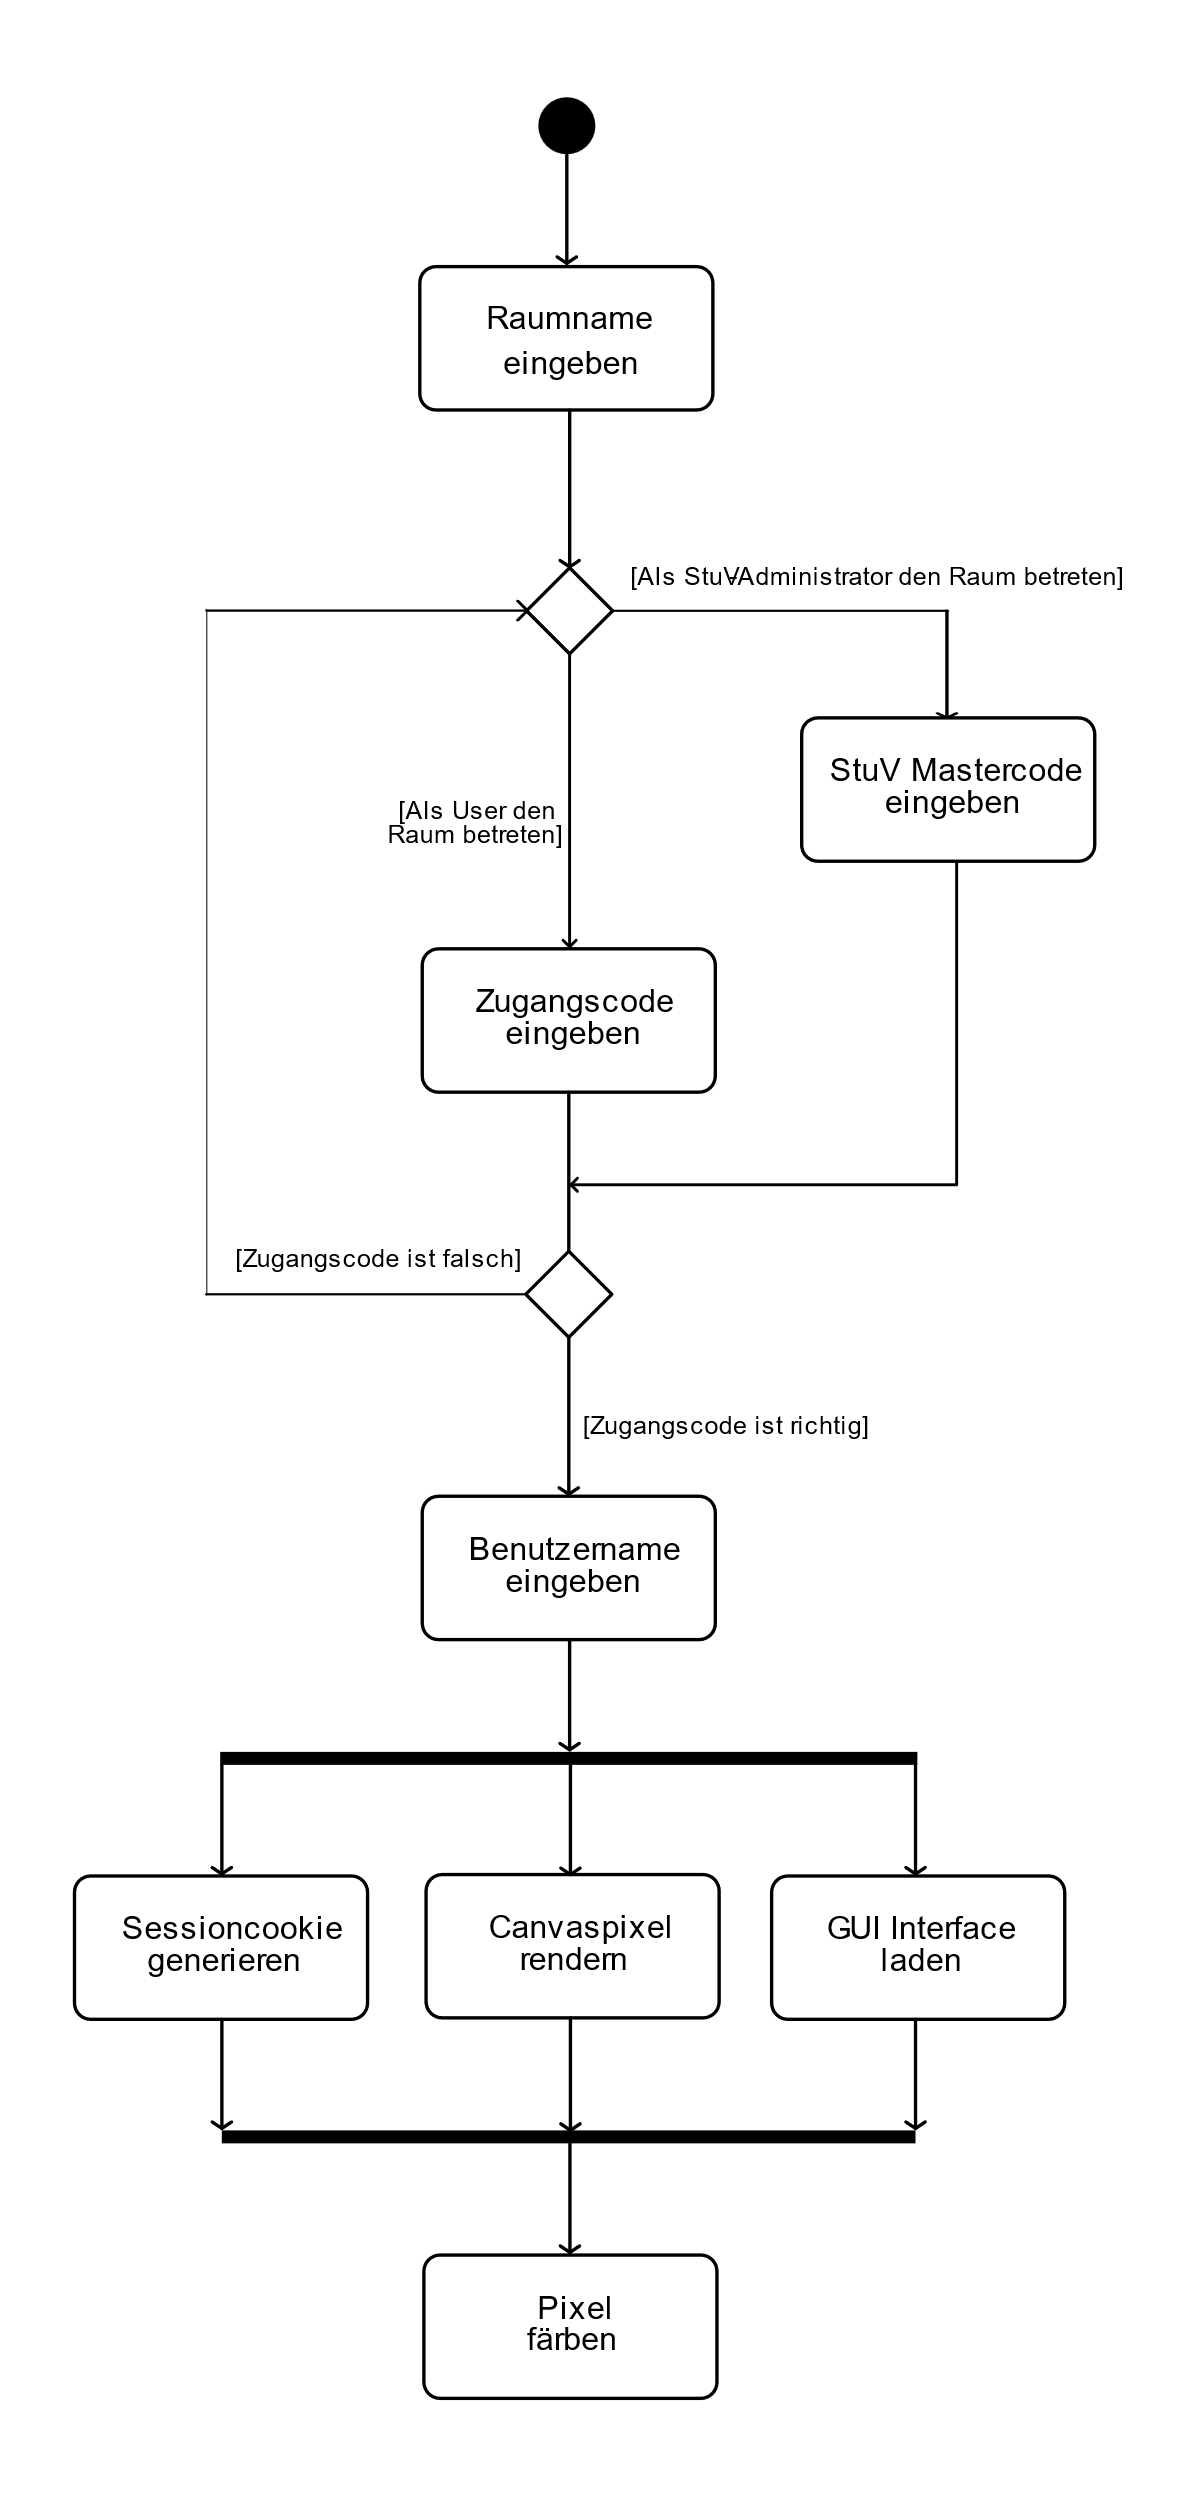 Raumname
eingeben
[Als StuV-Administrator den Raum betreten]
StuV Mastercode
eingeben
[Als User den
Raum betreten]
Zugangscode
eingeben
[Zugangscode ist falsch]
[Zugangscode ist richtig]
Benutzername
eingeben
Sessioncookie
generieren
Canvaspixel
rendern
GUI Interface
laden
Pixel
färben